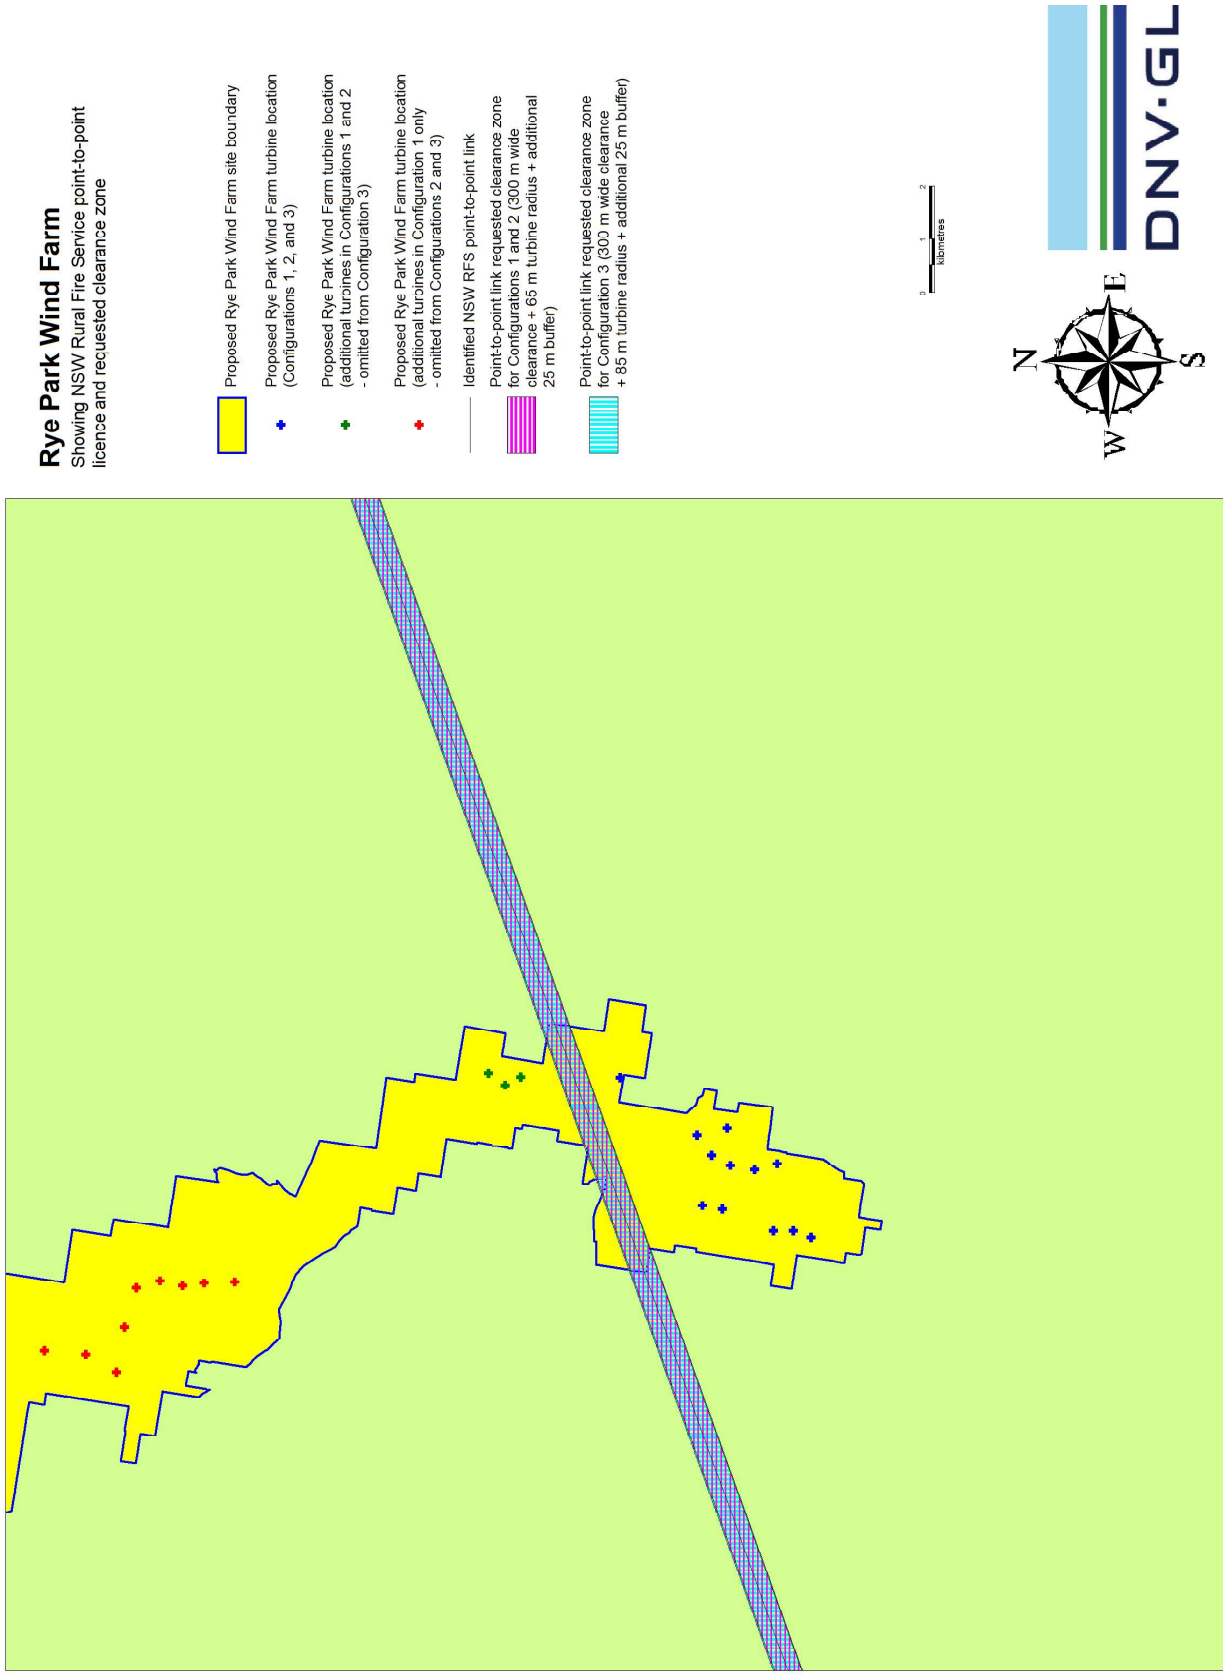 Rye Park Wind Farm
Showing NSW Rural Fire Service point-to-point
licence and requested clearance zone
Proposed Rye Park Wind Farm site boundary
Proposed Rye Park Wind Farm turbine location
(Configurations 1, 2, and 3)
Proposed Rye Park Wind Farm turbine location
(additional turbines in Configurations 1 and 2
- omitted from Configuration 3)
Proposed Rye Park Wind Farm turbine location
(additional turbines in Configuration 1 only
- omitted from Configurations 2 and 3)
Identified NSW RFS point-to-point link
Point-to-point link requested clearance zone
for Configurations 1 and 2 (300 m wide
clearance + 65 m turbine radius + additional
25 m buffer)
Point-to-point link requested clearance zone
for Configuration 3 (300 m wide clearance
+ 85 m turbine radius + additional 25 m buffer)
0 1 2
kilometres
N
W E
S
DNV·GL